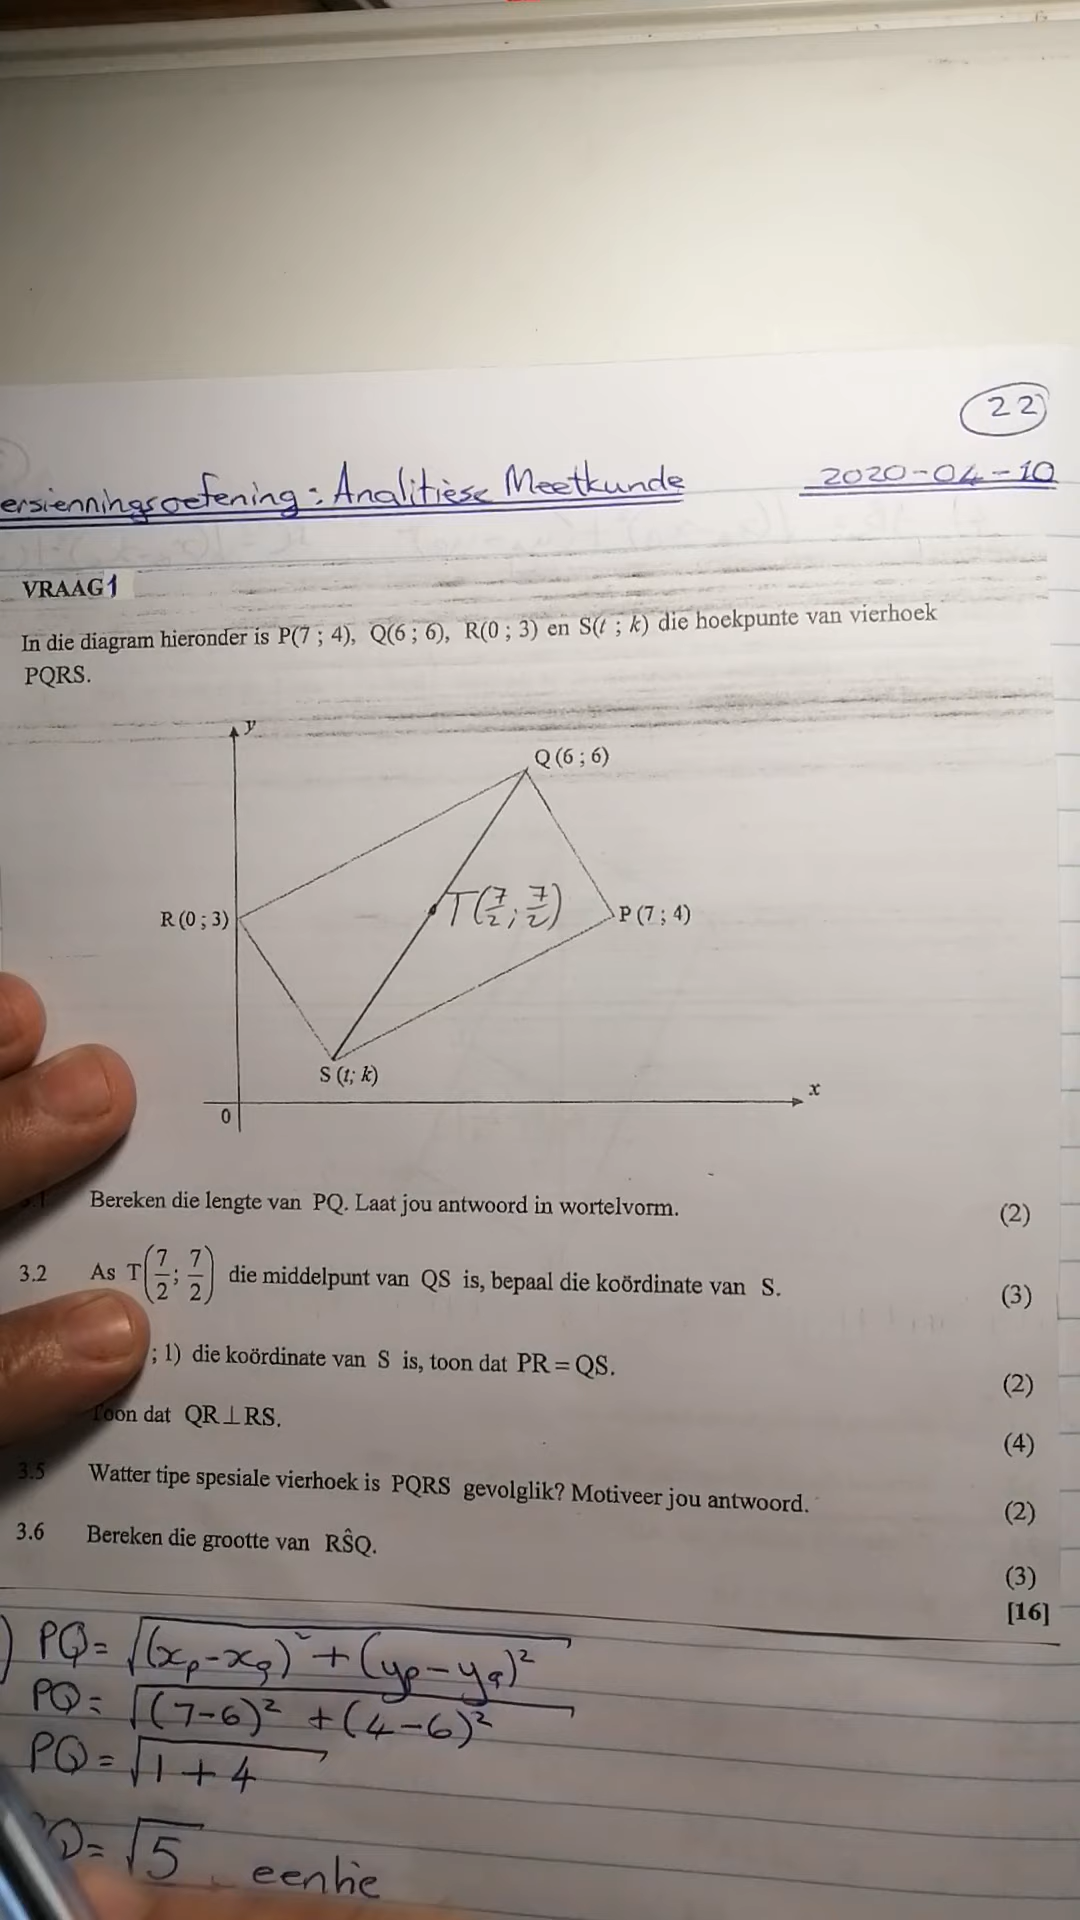 22
ersienningsoefening: Analitiese Meetkunde 2020-04-10
VRAAG 1
In die diagram hieronder is P(7 ; 4), Q(6 ; 6), R(0 ; 3) en S(t ; k) die hoekpunte van vierhoek
PQRS.
y
Q (6 ; 6)
R (0 ; 3)
T(7/2 ; 7/2)
P (7 ; 4)
S (t; k)
x
0
Bereken die lengte van PQ. Laat jou antwoord in wortelvorm. (2)
3.2 As T(7/2 ; 7/2) die middelpunt van QS is, bepaal die koördinate van S. (3)
; 1) die koördinate van S is, toon dat PR = QS. (2)
Toon dat QR ⊥ RS. (4)
3.5 Watter tipe spesiale vierhoek is PQRS gevolglik? Motiveer jou antwoord. (2)
3.6 Bereken die grootte van RŜQ. (3)
[16]
) PQ = √(xp - xq)² + (yp - yq)²
PQ = √(7-6)² + (4-6)²
PQ = √1 + 4
Q = √5 eenhe